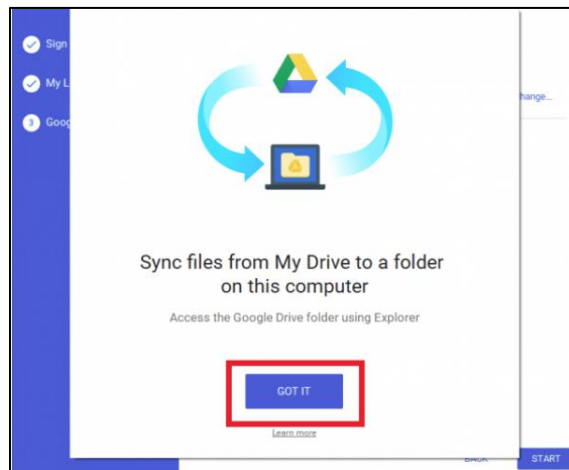 Sign
My L
3 Goog
hange...
Sync files from My Drive to a folder
on this computer
Access the Google Drive folder using Explorer
GOT IT
Learn more
BACK
START